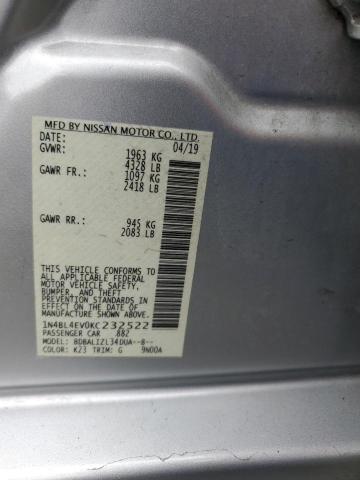 MFD BY NISSAN MOTOR CO., LTD.
DATE: 04/19
GVWR: 1963 KG
4328 LB
GAWR FR.: 1097 KG
2418 LB
GAWR RR.: 945 KG
2083 LB
THIS VEHICLE CONFORMS TO
ALL APPLICABLE FEDERAL
MOTOR VEHICLE SAFETY,
BUMPER, AND THEFT
PREVENTION STANDARDS IN
EFFECT ON THE DATE OF
MANUFACTURE SHOWN ABOVE.
1N4BL4EV0KC232522
PASSENGER CAR .882
MODEL: BDBALIZL34DUA--B--
COLOR: K23 TRIM: G 9N00A